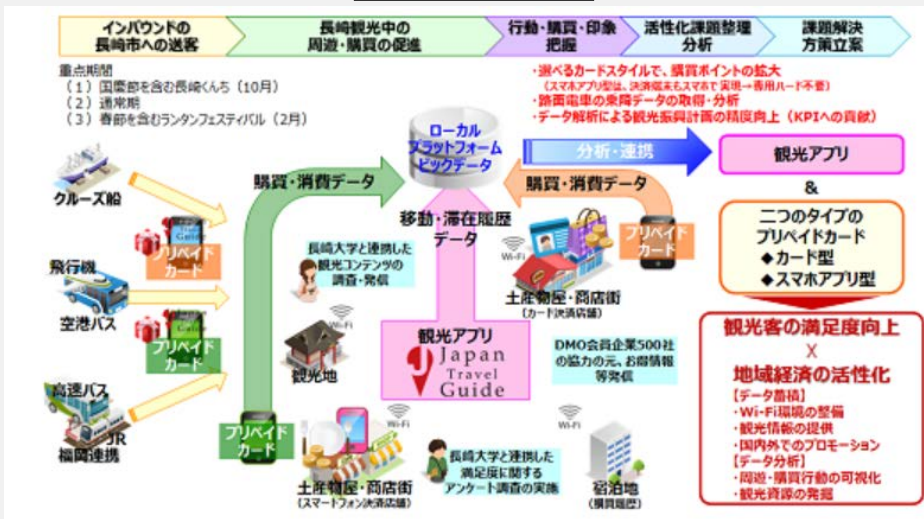 インバウンドの
長崎市への送客
長崎観光中の
周遊・購買の促進
行動・購買・印象
把握
活性化課題整理
分析
課題解決
方策立案
重点期間
（１）国慶節を含む長崎くんち（10月）
（２）通常期
（３）春節を含むランタンフェスティバル（2月）
・選べるカードスタイルで、購買ポイントの拡大
（スマホアプリ型は、決済端末もスマホで実現→専用ハード不要）
・路面電車の乗降データの取得・分析
・データ解析による観光振興計画の精度向上（KPIへの貢献）
ローカル
プラットフォーム
ビックデータ
分析・連携
観光アプリ
&
二つのタイプの
プリペイドカード
◆カード型
◆スマホアプリ型
購買・消費データ
購買・消費データ
移動・滞在履歴
データ
クルーズ船
Guide
プリペイド
カード
飛行機
空港バス
Guide
プリペイド
カード
高速バス
JR
福岡連携
長崎大学と連携した
観光コンテンツの
調査・発信
Wi-Fi
観光地
Wi-Fi
プリペイド
カード
土産物屋・商店街
（カード決済店舗）
観光アプリ
Japan
Travel
Guide
DMO会員企業500社
の協力の元、お得情報
等発信
プリペイド
カード
Wi-Fi
土産物屋・商店街
（スマートフォン決済店舗）
長崎大学と連携した
満足度に関する
アンケート調査の実施
Wi-Fi
宿泊地
（購買履歴）
観光客の満足度向上
X
地域経済の活性化
【データ蓄積】
・Wi-Fi環境の整備
・観光情報の提供
・国内外でのプロモーション
【データ分析】
・周遊・購買行動の可視化
・観光資源の発掘